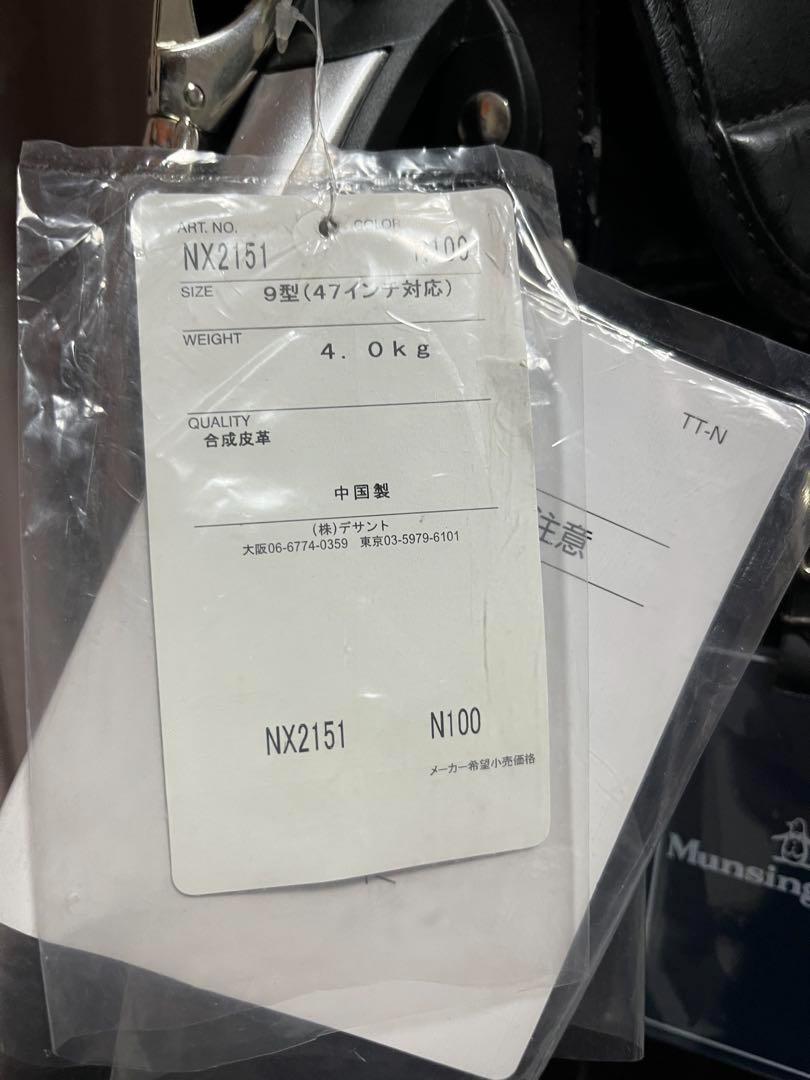 ART. NO. COLOR
NX2151 N100
SIZE 9型(47インチ対応)
WEIGHT
4.0kg
QUALITY
合成皮革
中国製
(株)デサント
大阪06-6774-0359 東京03-5979-6101
NX2151 N100
メーカー希望小売価格
TT-N
注意
Munsing